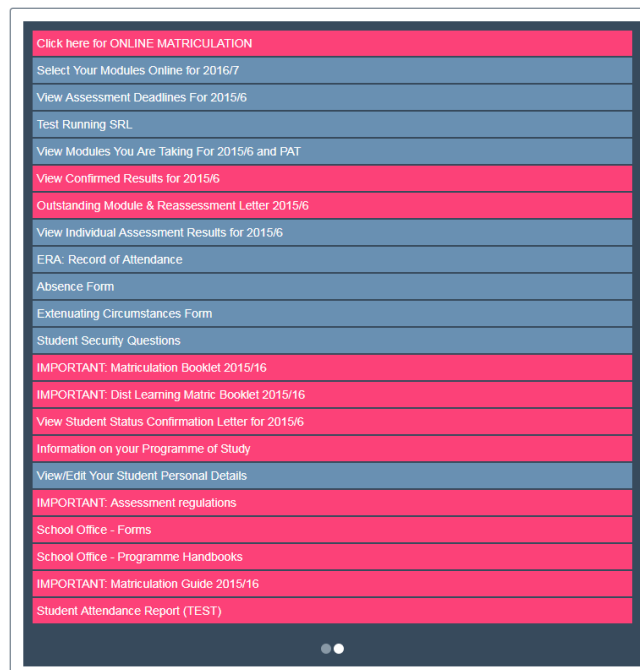 Click here for ONLINE MATRICULATION
Select Your Modules Online for 2016/7
View Assessment Deadlines For 2015/6
Test Running SRL
View Modules You Are Taking For 2015/6 and PAT
View Confirmed Results for 2015/6
Outstanding Module & Reassessment Letter 2015/6
View Individual Assessment Results for 2015/6
ERA: Record of Attendance
Absence Form
Extenuating Circumstances Form
Student Security Questions
IMPORTANT: Matriculation Booklet 2015/16
IMPORTANT: Dist Learning Matric Booklet 2015/16
View Student Status Confirmation Letter for 2015/6
Information on your Programme of Study
View/Edit Your Student Personal Details
IMPORTANT: Assessment regulations
School Office - Forms
School Office - Programme Handbooks
IMPORTANT: Matriculation Guide 2015/16
Student Attendance Report (TEST)